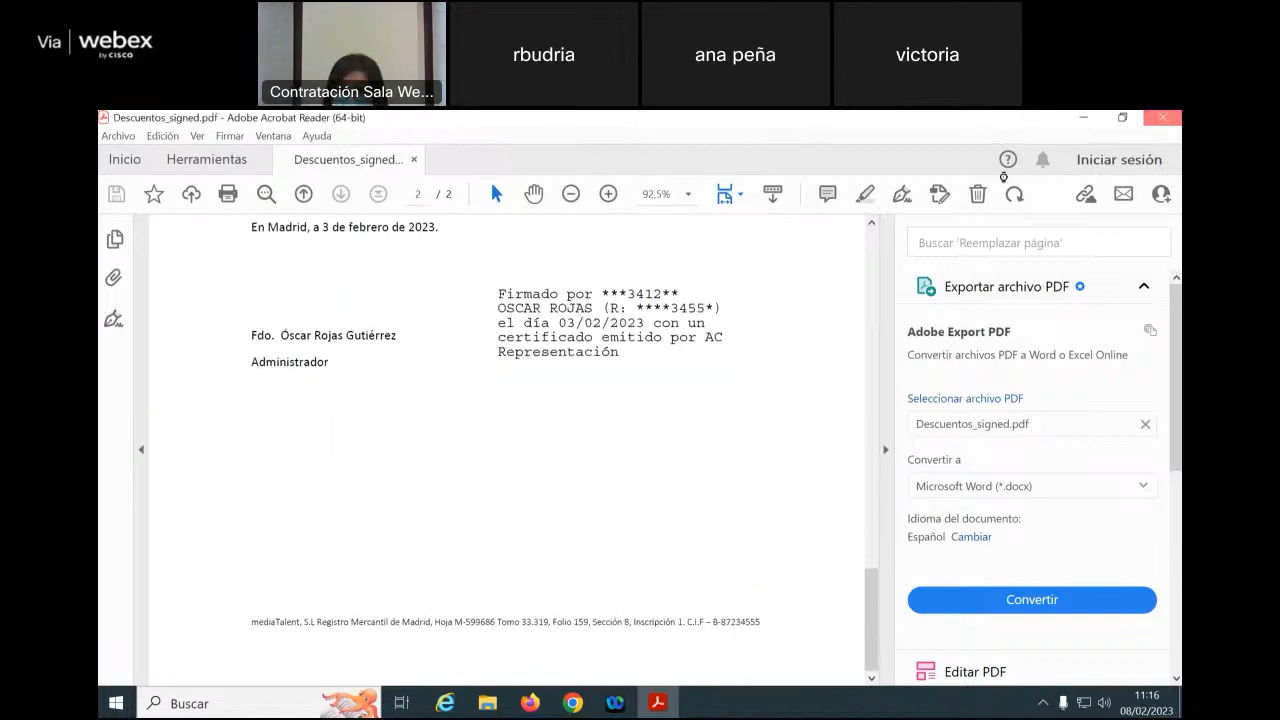 Via webex
by CISCO
Contratación Sala We...
rbudria
ana peña
victoria
Descuentos_signed.pdf - Adobe Acrobat Reader (64-bit)
Archivo Edición Ver Firmar Ventana Ayuda
Inicio Herramientas Descuentos_signed... × Iniciar sesión
2 / 2 92,5%
En Madrid, a 3 de febrero de 2023.
Firmado por ***3412**
OSCAR ROJAS (R: ****3455*)
el día 03/02/2023 con un
certificado emitido por AC
Representación
Fdo. Óscar Rojas Gutiérrez
Administrador
mediaTalent, S.L Registro Mercantil de Madrid, Hoja M-599686 Tomo 33.319, Folio 159, Sección 8, Inscripción 1. C.I.F – B-87234555
Buscar 'Reemplazar página'
Exportar archivo PDF
Adobe Export PDF
Convertir archivos PDF a Word o Excel Online
Seleccionar archivo PDF
Descuentos_signed.pdf
Convertir a
Microsoft Word (*.docx)
Idioma del documento:
Español Cambiar
Convertir
Editar PDF
Buscar
11:16
08/02/2023